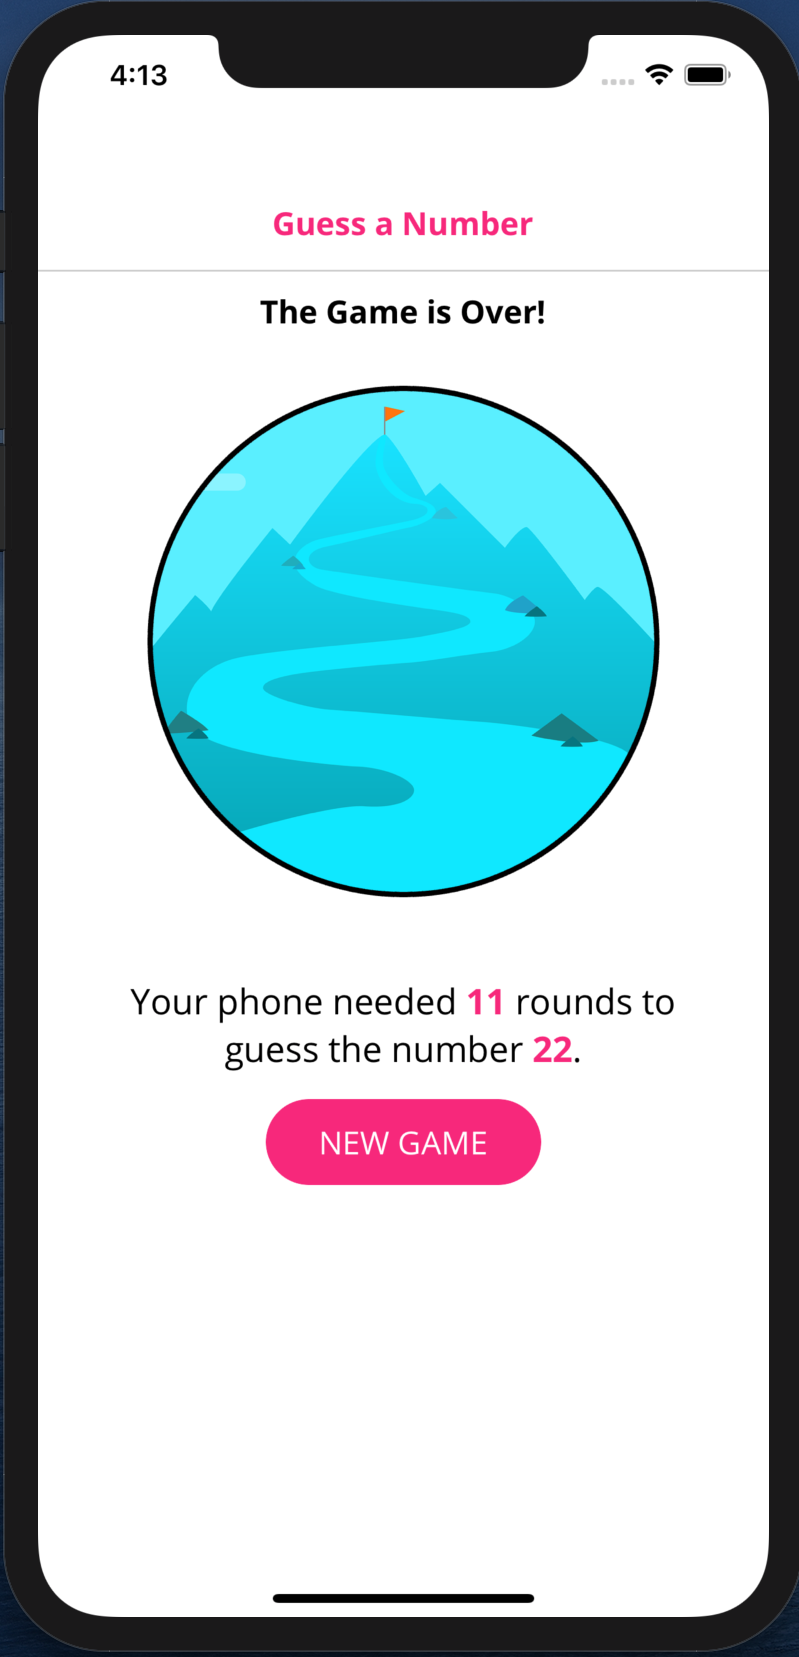 4:13
Guess a Number
The Game is Over!
Your phone needed 11 rounds to
guess the number 22.
NEW GAME